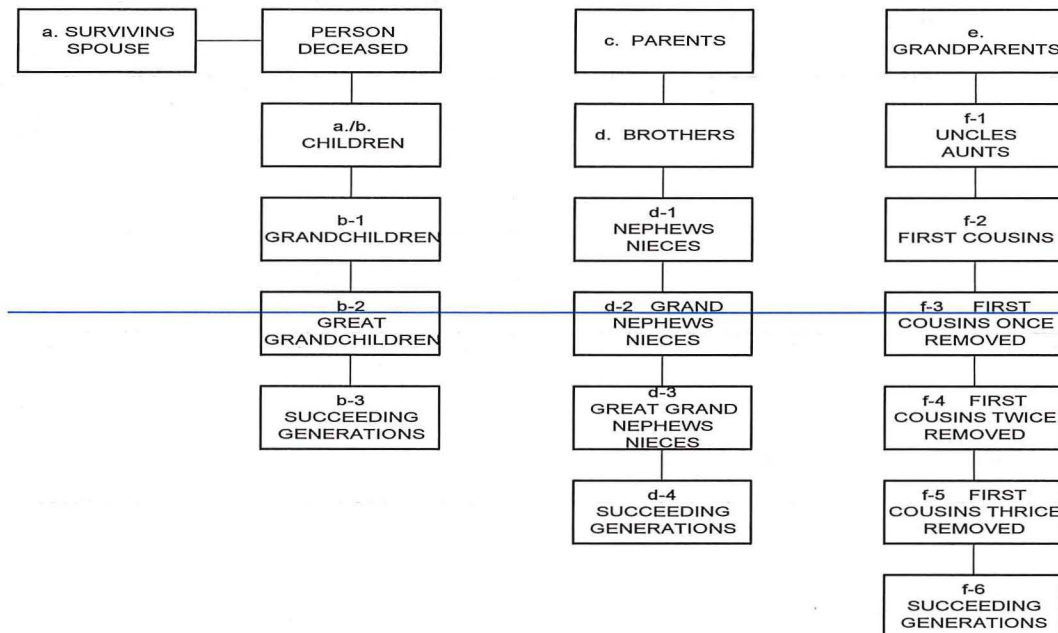 a. SURVIVING
SPOUSE
PERSON
DECEASED
a./b.
CHILDREN
b-1
GRANDCHILDREN
b-2
GREAT
GRANDCHILDREN
b-3
SUCCEEDING
GENERATIONS
c. PARENTS
d. BROTHERS
d-1
NEPHEWS
NIECES
d-2 GRAND
NEPHEWS
NIECES
d-3
GREAT GRAND
NEPHEWS
NIECES
d-4
SUCCEEDING
GENERATIONS
e.
GRANDPARENTS
f-1
UNCLES
AUNTS
f-2
FIRST COUSINS
f-3 FIRST
COUSINS ONCE
REMOVED
f-4 FIRST
COUSINS TWICE
REMOVED
f-5 FIRST
COUSINS THRICE
REMOVED
f-6
SUCCEEDING
GENERATIONS